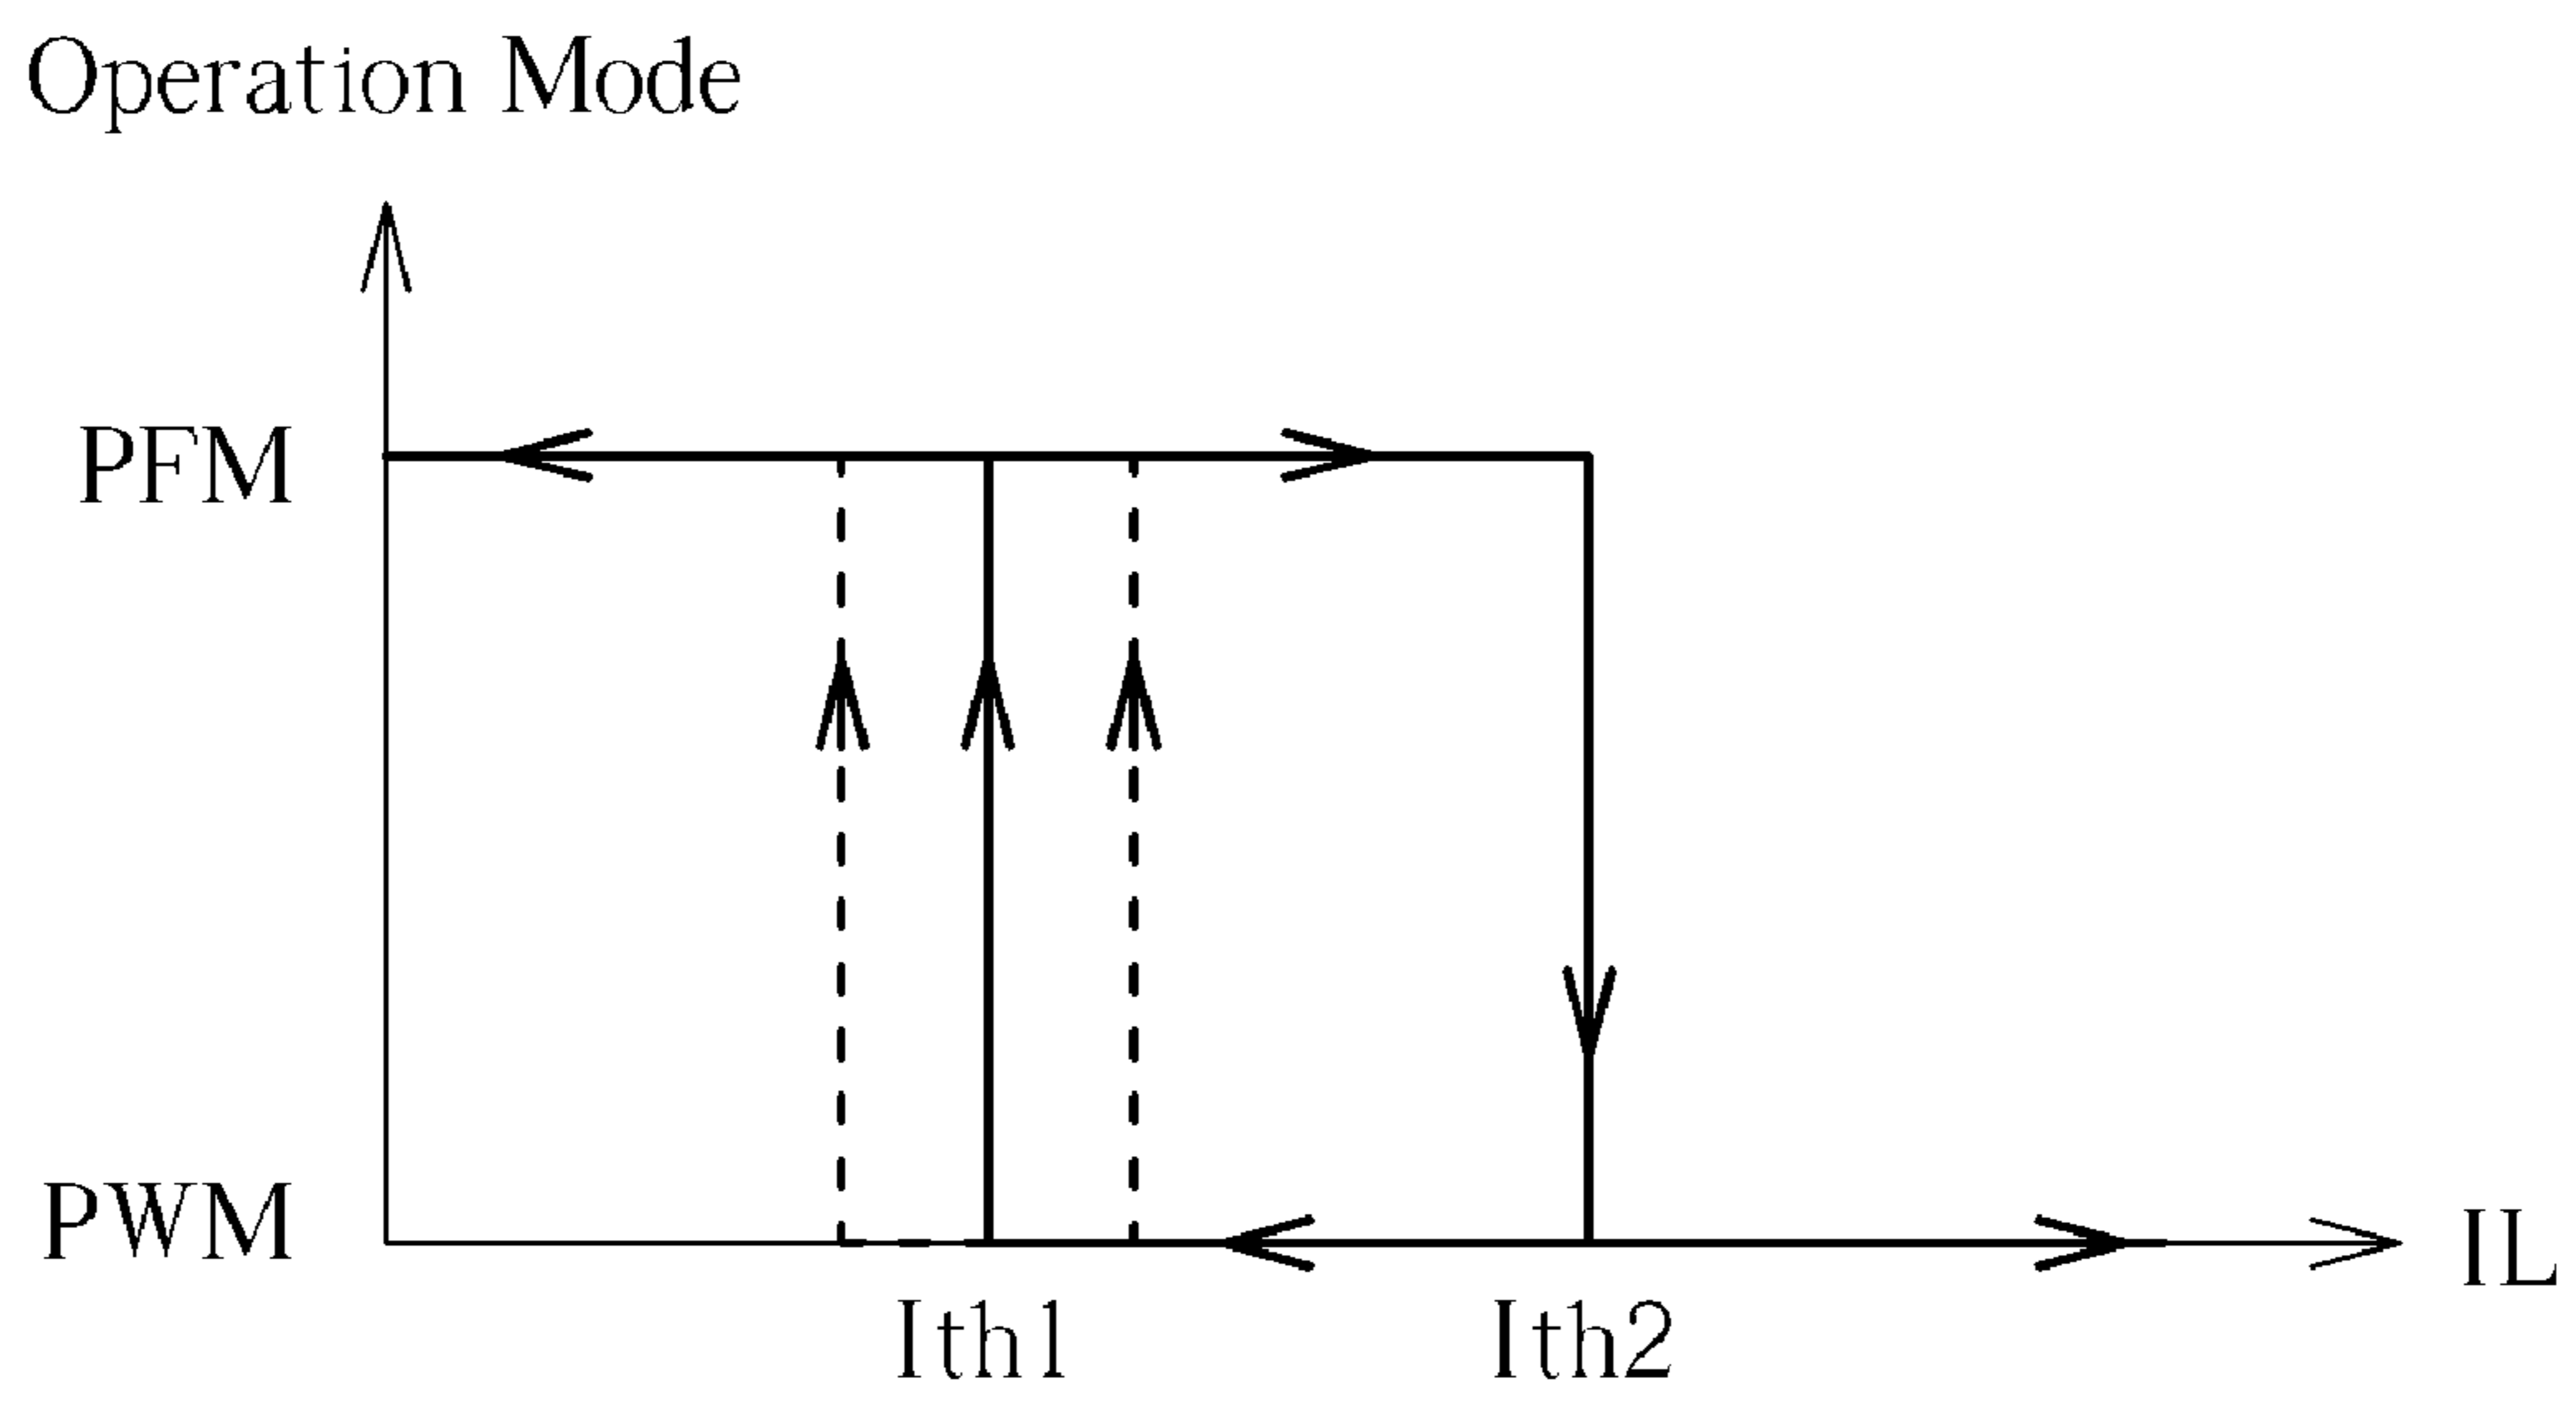 Operation Mode
PFM
PWM
IL
Ith1
Ith2